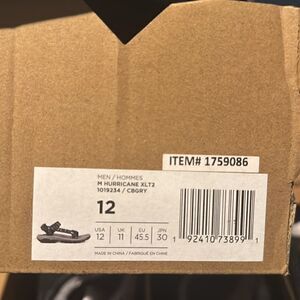 ITEM# 1759086
MEN / HOMMES
M HURRICANE XLT2
1019234 / CBGRY
12
USA UK EU JPN
12 11 45.5 30
MADE IN CHINA / FABRIQUÉ EN CHINE
1 92410 73899 1